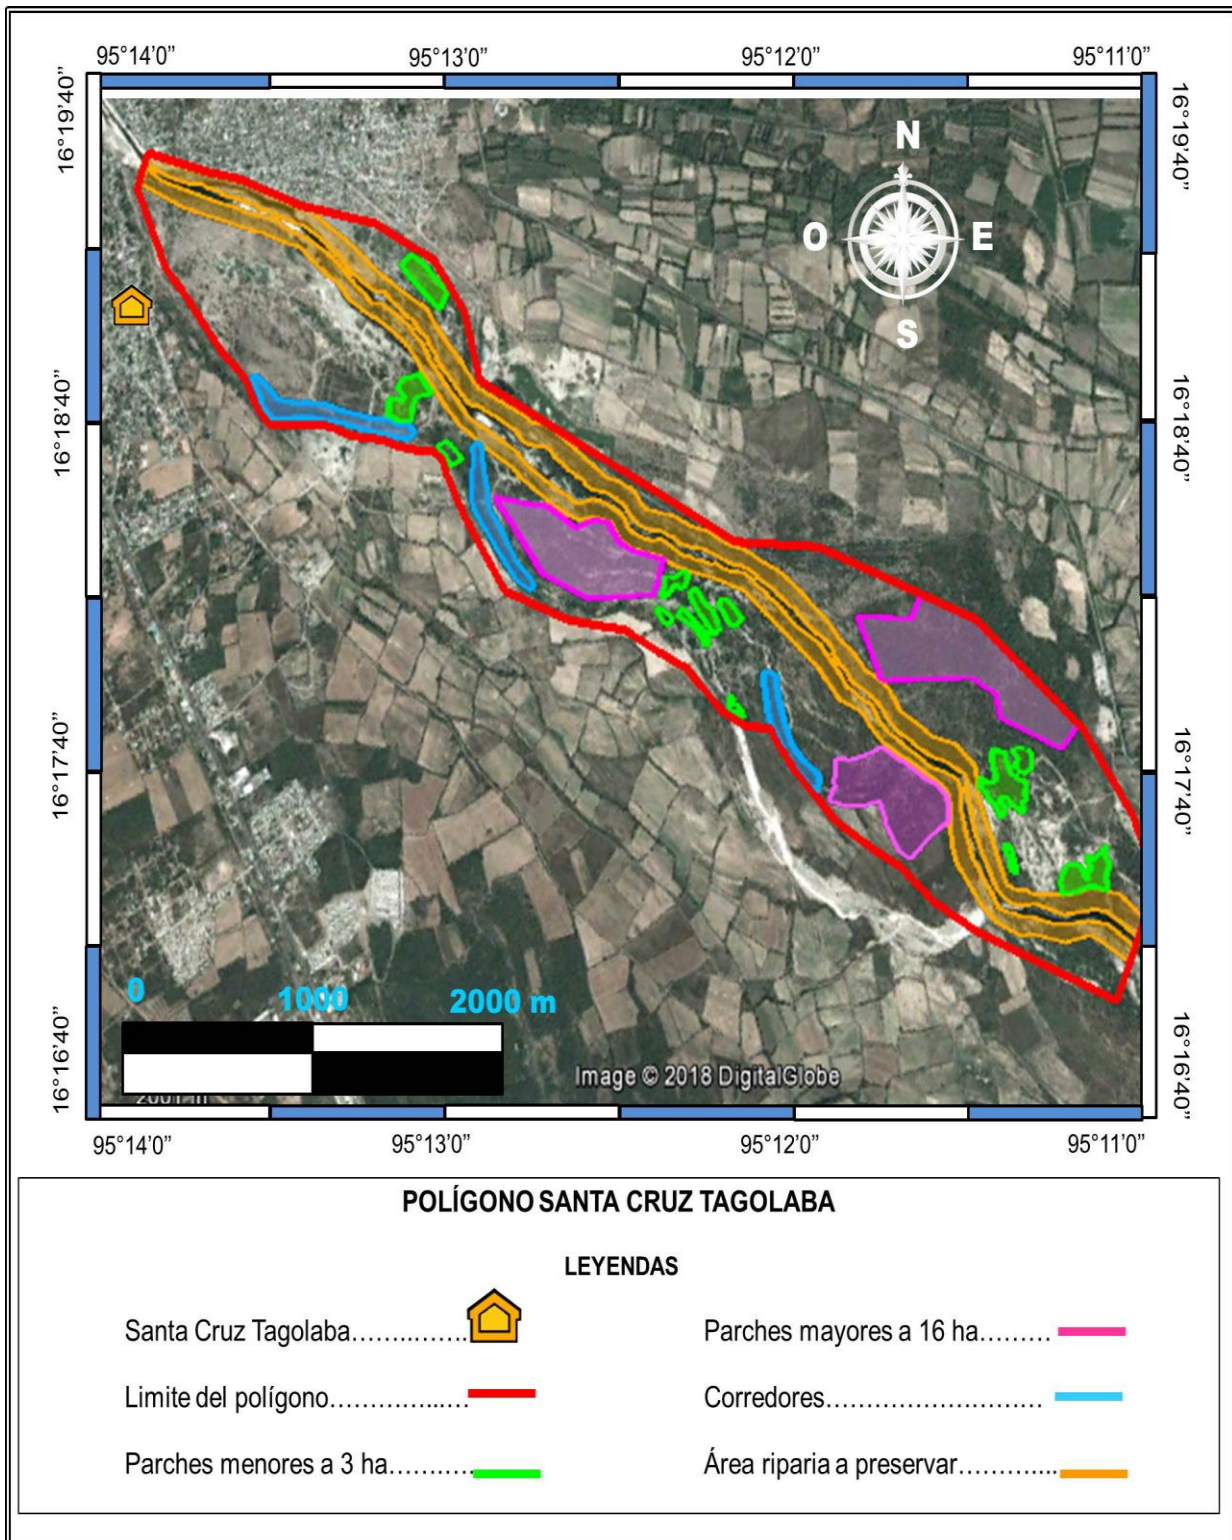 95°14'0” 95°13'0” 95°12'0” 95°11'0”
16°19'40”
16°19'40”
N
O E
S
16°18'40”
16°18'40”
16°17'40”
16°17'40”
16°16'40”
16°16'40”
0 1000 2000 m
Image © 2018 DigitalGlobe
95°14'0” 95°13'0” 95°12'0” 95°11'0”
POLÍGONO SANTA CRUZ TAGOLABA
LEYENDAS
Santa Cruz Tagolaba............... Parches mayores a 16 ha.........
Limite del polígono.................. Corredores...........................
Parches menores a 3 ha........... Área riparia a preservar............